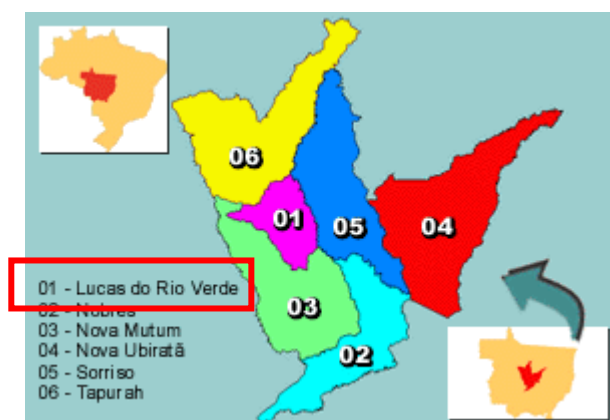 06
01
05
04
03
02
01 - Lucas do Rio Verde
02 - Nobres
03 - Nova Mutum
04 - Nova Ubiratã
05 - Sorriso
06 - Tapurah